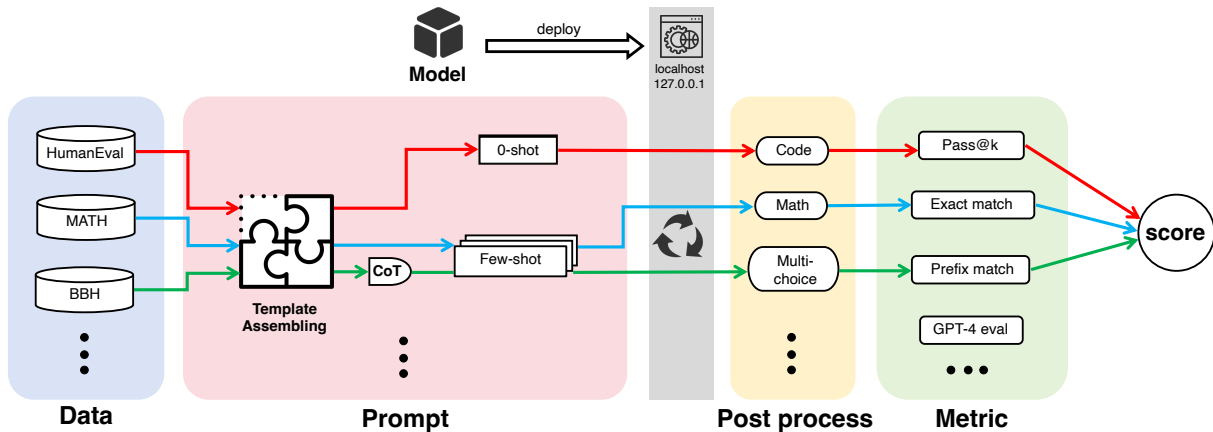 deploy
Model
localhost
127.0.0.1
HumanEval
MATH
BBH
Template
Assembling
0-shot
CoT
Few-shot
Code
Math
Multi-
choice
Pass@k
Exact match
Prefix match
GPT-4 eval
score
Data
Prompt
Post process
Metric